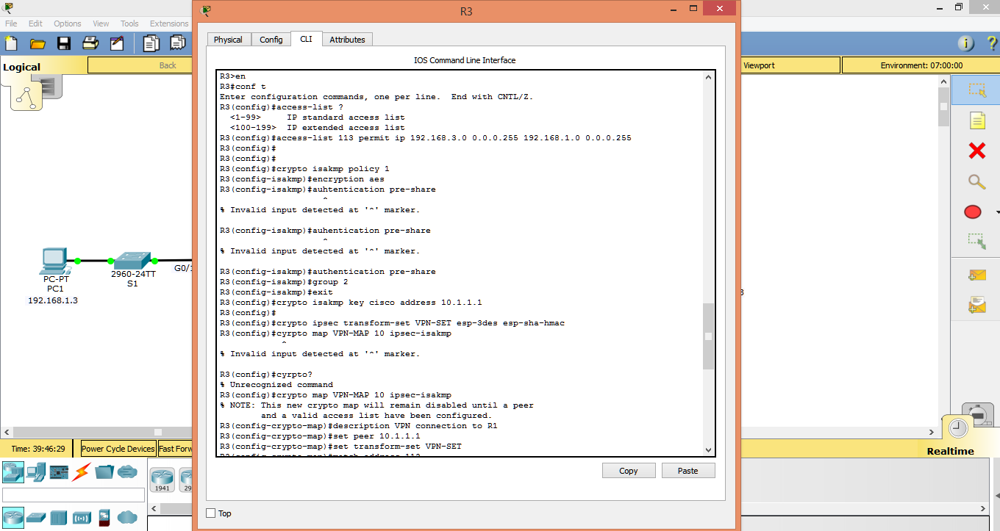 R3
File Edit Options View Tools Extensions
Physical Config CLI Attributes
IOS Command Line Interface
Logical
Back
Viewport
Environment: 07:00:00
R3>en
R3#conf t
Enter configuration commands, one per line.  End with CNTL/Z.
R3(config)#access-list ?
  <1-99>     IP standard access list
  <100-199>  IP extended access list
R3(config)#access-list 113 permit ip 192.168.3.0 0.0.0.255 192.168.1.0 0.0.0.255
R3(config)#
R3(config)#
R3(config)#crypto isakmp policy 1
R3(config-isakmp)#encryption aes
R3(config-isakmp)#auhtentication pre-share
^
% Invalid input detected at '^' marker.
R3(config-isakmp)#auhentication pre-share
^
% Invalid input detected at '^' marker.
R3(config-isakmp)#authentication pre-share
R3(config-isakmp)#group 2
R3(config-isakmp)#exit
R3(config)#crypto isakmp key cisco address 10.1.1.1
R3(config)#
R3(config)#crypto ipsec transform-set VPN-SET esp-3des esp-sha-hmac
R3(config)#cyrpto map VPN-MAP 10 ipsec-isakmp
^
% Invalid input detected at '^' marker.
R3(config)#cyrpto?
% Unrecognized command
R3(config)#crypto map VPN-MAP 10 ipsec-isakmp
% NOTE: This new crypto map will remain disabled until a peer
        and a valid access list have been configured.
R3(config-crypto-map)#description VPN connection to R1
R3(config-crypto-map)#set peer 10.1.1.1
R3(config-crypto-map)#set transform-set VPN-SET
Copy Paste
Top
PC-PT
PC1
192.168.1.3
2960-24TT
S1
G0/1
3
Time: 39:46:29
Power Cycle Devices
Fast Forw
Realtime
1941
29